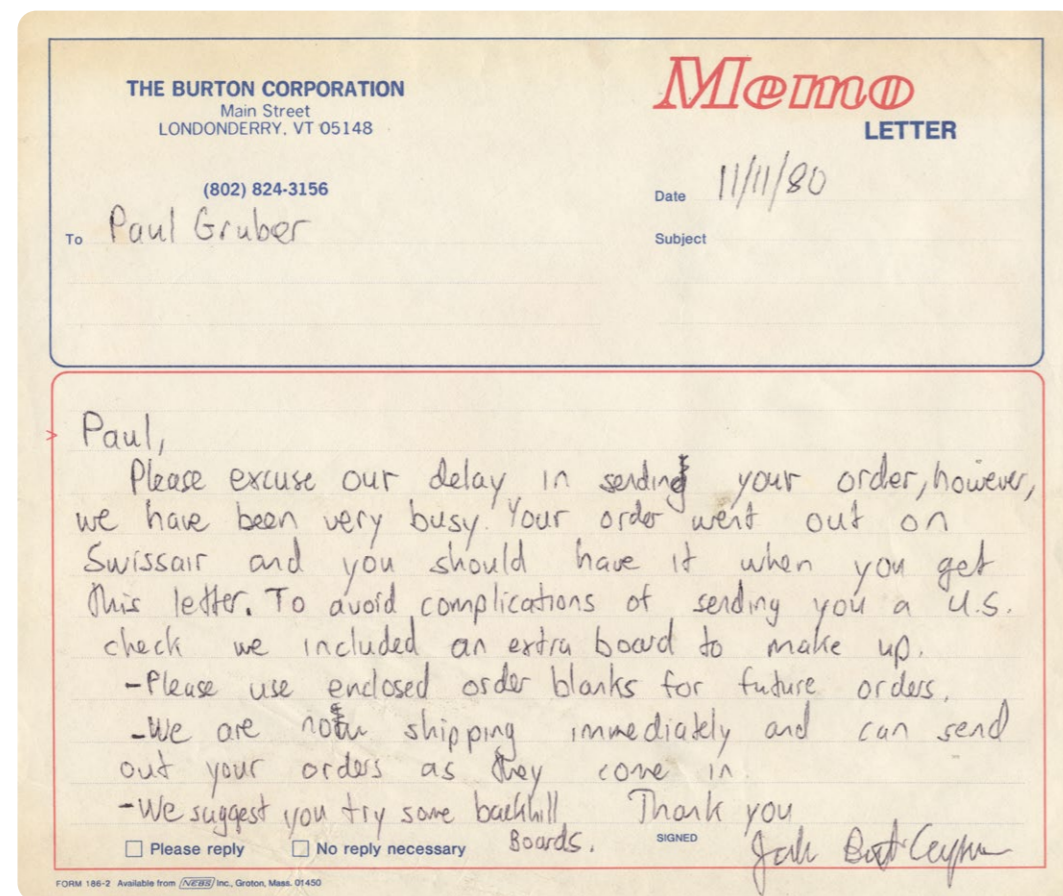 THE BURTON CORPORATION
Main Street
LONDONDERRY, VT 05148
(802) 824-3156
Memo
LETTER
Date 11/11/80
To Paul Gruber
Subject
Paul,
Please excuse our delay in sending your order, however,
we have been very busy. Your order went out on
Swissair and you should have it when you get
this letter. To avoid complications of sending you a U.S.
check we included an extra board to make up.
-Please use enclosed order blanks for future orders.
-We are now shipping immediately and can send
out your orders as they come in.
-We suggest you try some backhill
Boards.
Thank you
Please reply
No reply necessary
SIGNED
FORM 186-2 Available from NEBS Inc., Groton, Mass. 01450